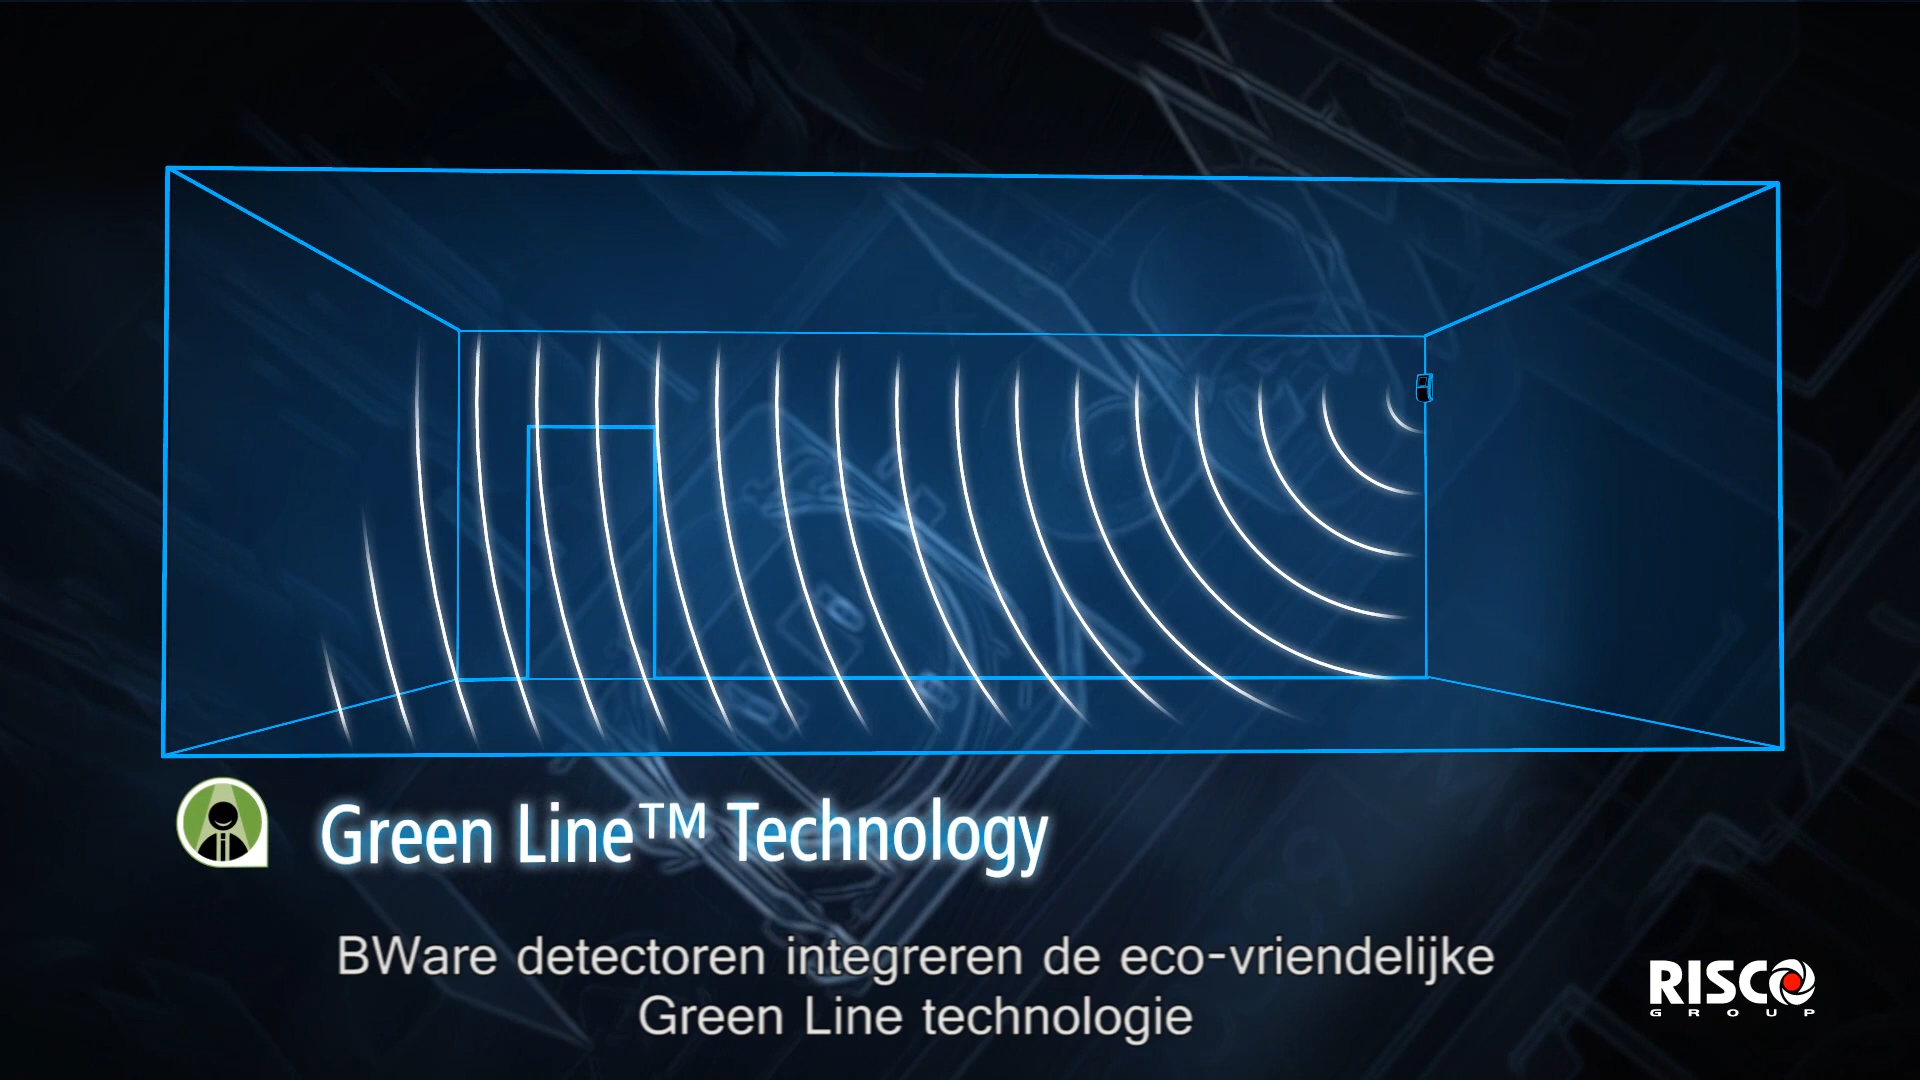 Green Line™ Technology
BWare detectoren integreren de eco-vriendelijke
Green Line technologie
RISCO
GROUP